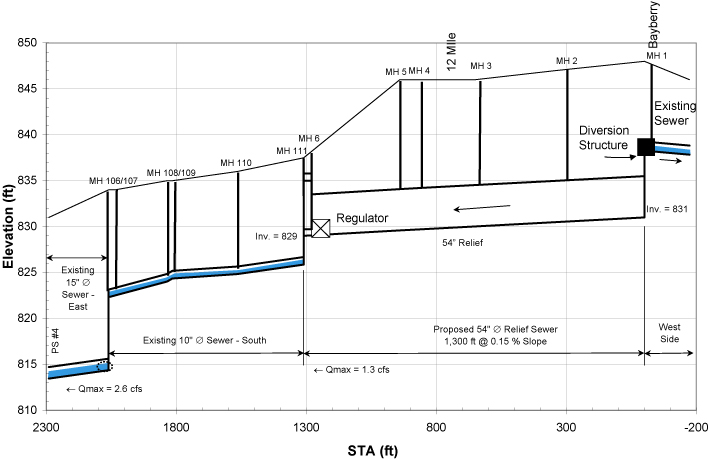 850
845
840
835
830
825
820
815
810
Elevation (ft)
2300
1800
1300
800
300
-200
STA (ft)
12 MIle
Bayberry
MH 1
MH 2
MH 3
MH 5 MH 4
MH 6
MH 111
MH 110
MH 108/109
MH 106/107
Existing
Sewer
Diversion
Structure
Regulator
Inv. = 829
Inv. = 831
54" Relief
Existing
15" ∅
Sewer -
East
PS #4
Existing 10" ∅ Sewer - South
Proposed 54" ∅ Relief Sewer
1,300 ft @ 0.15 % Slope
West
Side
← Qmax = 2.6 cfs
← Qmax = 1.3 cfs